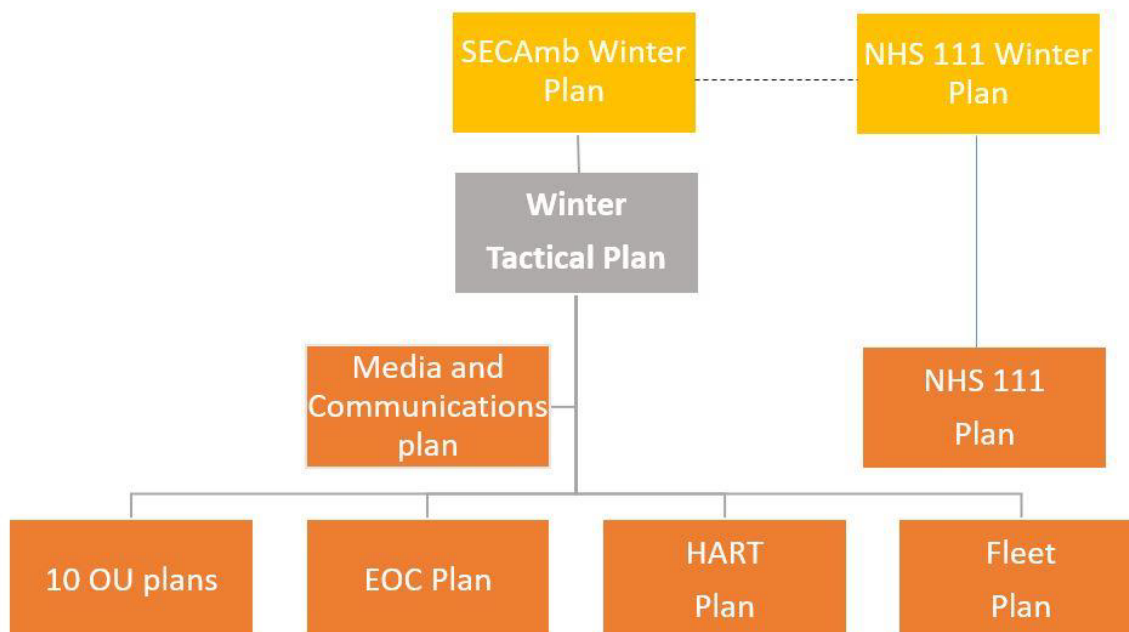 SECAmb Winter
Plan
NHS 111 Winter
Plan
Winter
Tactical Plan
Media and
Communications
plan
NHS 111
Plan
10 OU plans
EOC Plan
HART
Plan
Fleet
Plan